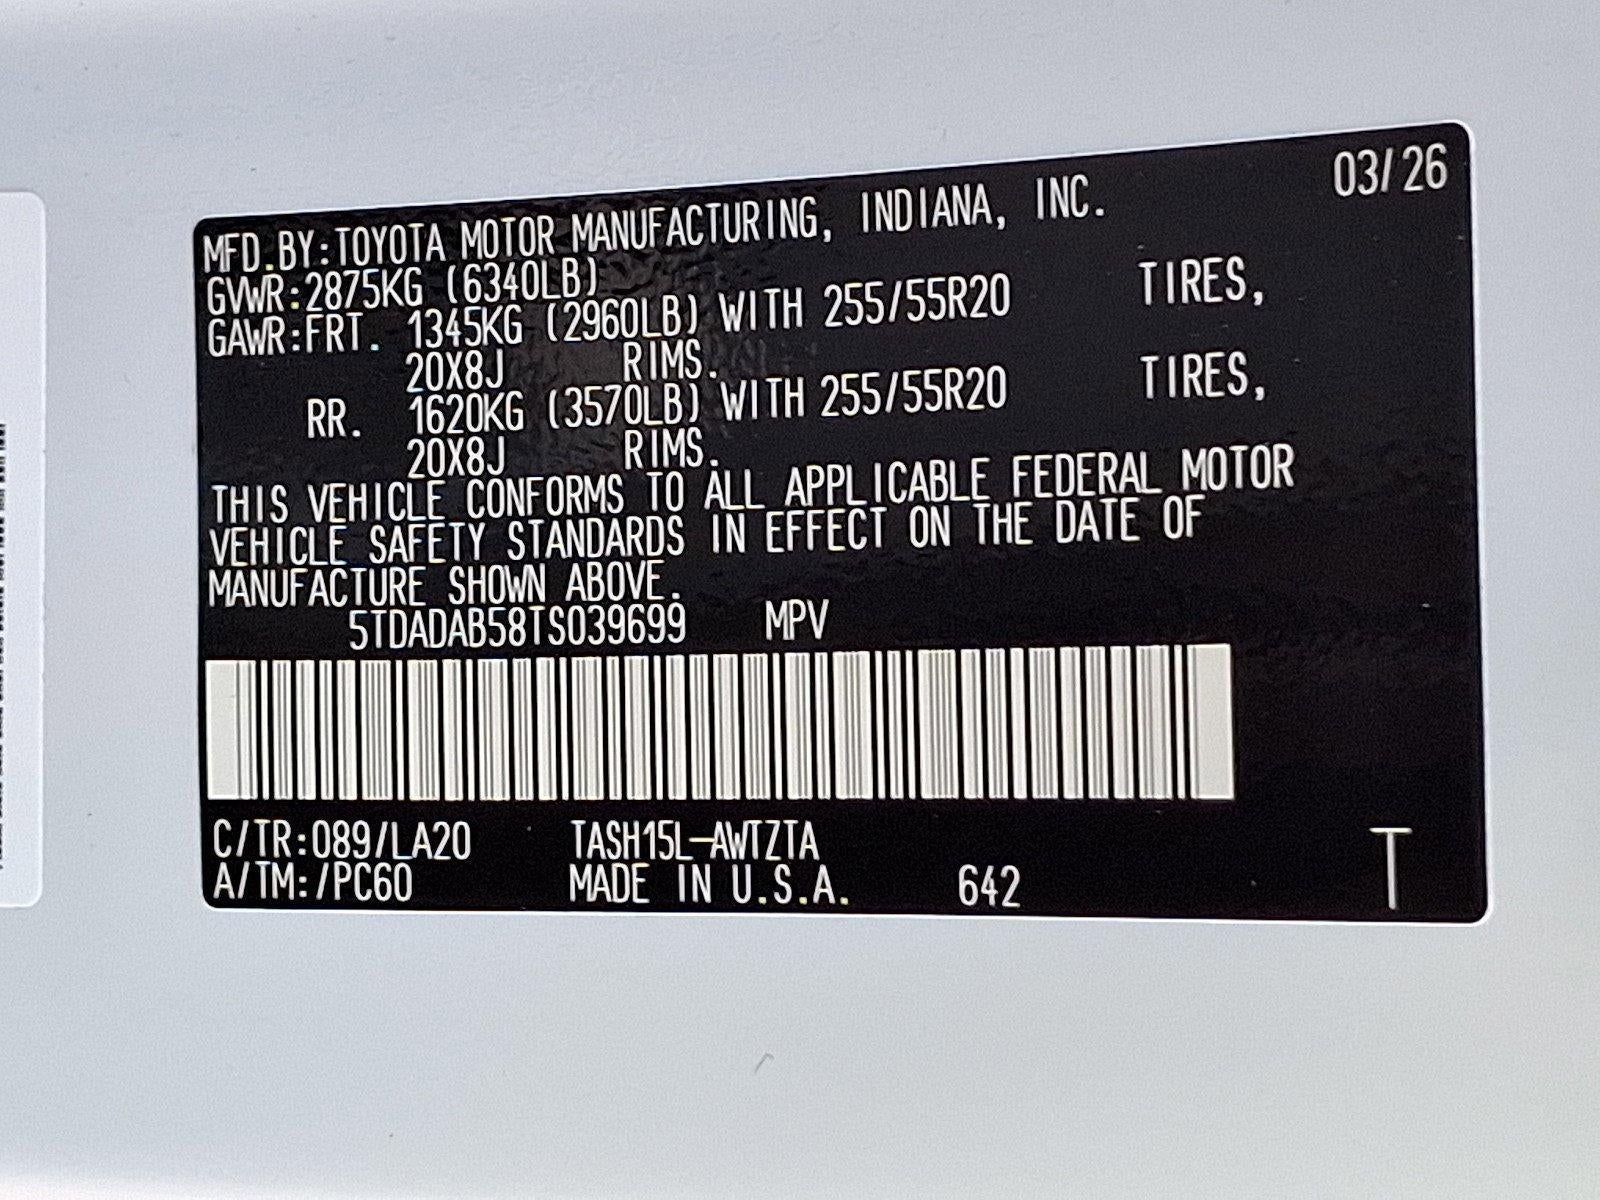 03/26
MFD.BY:TOYOTA MOTOR MANUFACTURING, INDIANA, INC.
GVWR:2875KG (6340LB)
GAWR:FRT. 1345KG (2960LB) WITH 255/55R20 TIRES,
20X8J RIMS.
RR. 1620KG (3570LB) WITH 255/55R20 TIRES,
20X8J RIMS.
THIS VEHICLE CONFORMS TO ALL APPLICABLE FEDERAL MOTOR
VEHICLE SAFETY STANDARDS IN EFFECT ON THE DATE OF
MANUFACTURE SHOWN ABOVE.
5TDADAB58TS039699 MPV
C/TR:089/LA20 TASH15L-AWTZTA
A/TM:/PC60 MADE IN U.S.A. 642
T